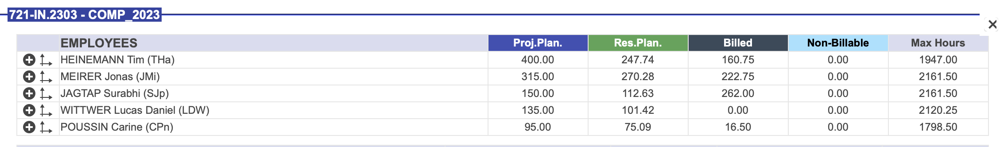 721-IN.2303 - COMP_2023
EMPLOYEES Proj.Plan. Res.Plan. Billed Non-Billable Max Hours
HEINEMANN Tim (THa) 400.00 247.74 160.75 0.00 1947.00
MEIRER Jonas (JMi) 315.00 270.28 222.75 0.00 2161.50
JAGTAP Surabhi (SJp) 150.00 112.63 262.00 0.00 2161.50
WITTWER Lucas Daniel (LDW) 135.00 101.42 0.00 0.00 2120.25
POUSSIN Carine (CPn) 95.00 75.09 16.50 0.00 1798.50